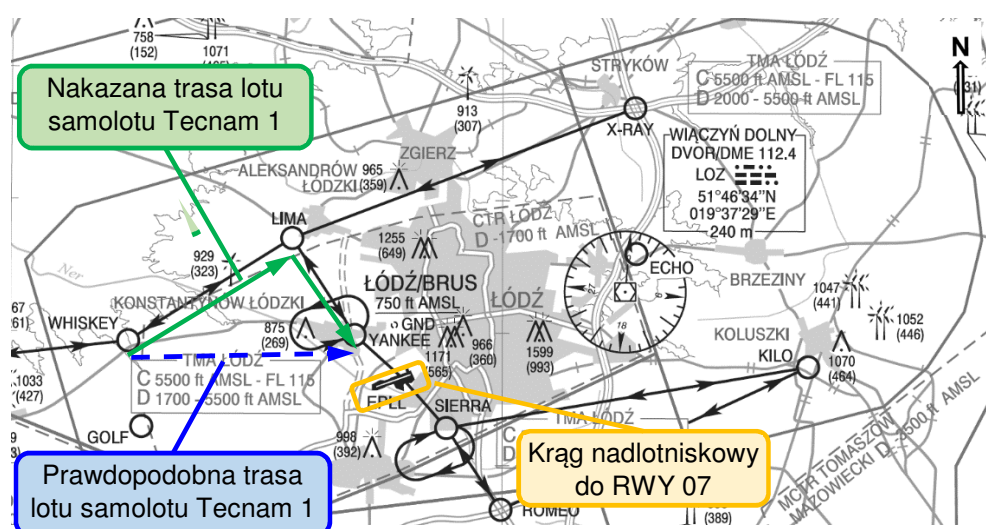 758
(152)
1071
N
Nakazana trasa lotu
samolotu Tecnam 1
913
(307)
STRYKÓW
TMA ŁÓDŹ
C 5500 ft AMSL - FL 115
D 2000 - 5500 ft AMSL
X-RAY
ZGIERZ
ALEKSANDRÓW
ŁÓDZKI
965
(359)
WIĄCZYŃ DOLNY
DVOR/DME 112.4
LOZ
51°46'34"N
019°37'29"E
240 m
LIMA
CTR ŁÓDŹ
D -1700 ft AMSL
1255
(649)
929
(323)
Ner
ŁÓDŹ/BRUS
750 ft AMSL
GND
ECHO
BRZEZINY
KONSTANTYNÓW ŁÓDZKI
ŁÓDŹ
27
9
18
1047
(441)
1052
(446)
WHISKEY
875
(269)
YANKEE
966
(360)
1171
(565)
1599
(993)
KOLUSZKI
KILO
1070
(464)
TMA ŁÓDŹ
C 5500 ft AMSL - FL 115
D 1700 - 5500 ft AMSL
1033
(427)
EPLL
SIERRA
TMA ŁÓDŹ
C
D
GOLF
998
(392)
Krąg nadlotniskowy
do RWY 07
Prawdopodobna trasa
lotu samolotu Tecnam 1
ROMEO
(389)
MCTR TOMASZÓW
MAZOWIECKI D - 3500 ft AMSL